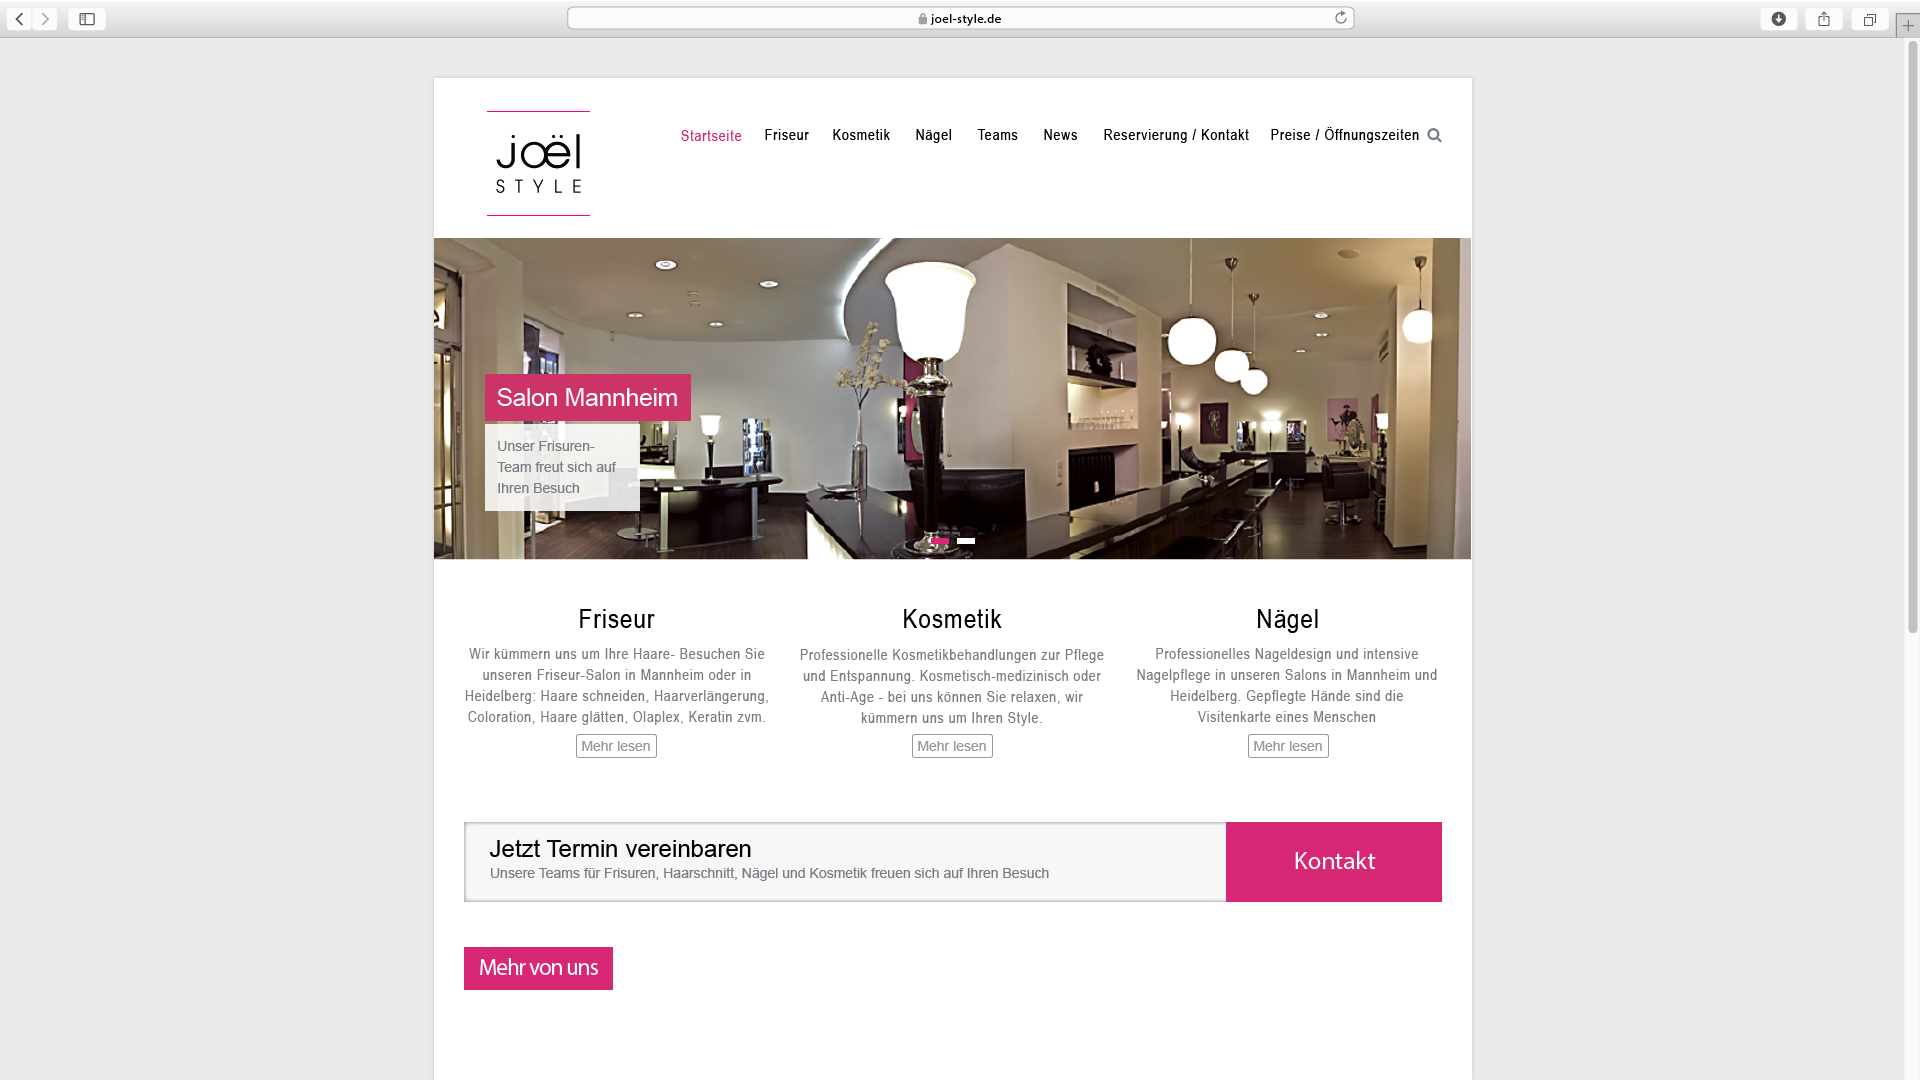 joel-style.de
joël
STYLE
Startseite Friseur Kosmetik Nägel Teams News Reservierung / Kontakt Preise / Öffnungszeiten
Salon Mannheim
Unser Frisuren-
Team freut sich auf
Ihren Besuch
Friseur
Wir kümmern uns um Ihre Haare- Besuchen Sie
unseren Friseur-Salon in Mannheim oder in
Heidelberg: Haare schneiden, Haarverlängerung,
Coloration, Haare glätten, Olaplex, Keratin zvm.
Mehr lesen
Kosmetik
Professionelle Kosmetikbehandlungen zur Pflege
und Entspannung. Kosmetisch-medizinisch oder
Anti-Age - bei uns können Sie relaxen, wir
kümmern uns um Ihren Style.
Mehr lesen
Nägel
Professionelles Nageldesign und intensive
Nagelpflege in unseren Salons in Mannheim und
Heidelberg. Gepflegte Hände sind die
Visitenkarte eines Menschen
Mehr lesen
Jetzt Termin vereinbaren
Unsere Teams für Frisuren, Haarschnitt, Nägel und Kosmetik freuen sich auf Ihren Besuch
Kontakt
Mehr von uns